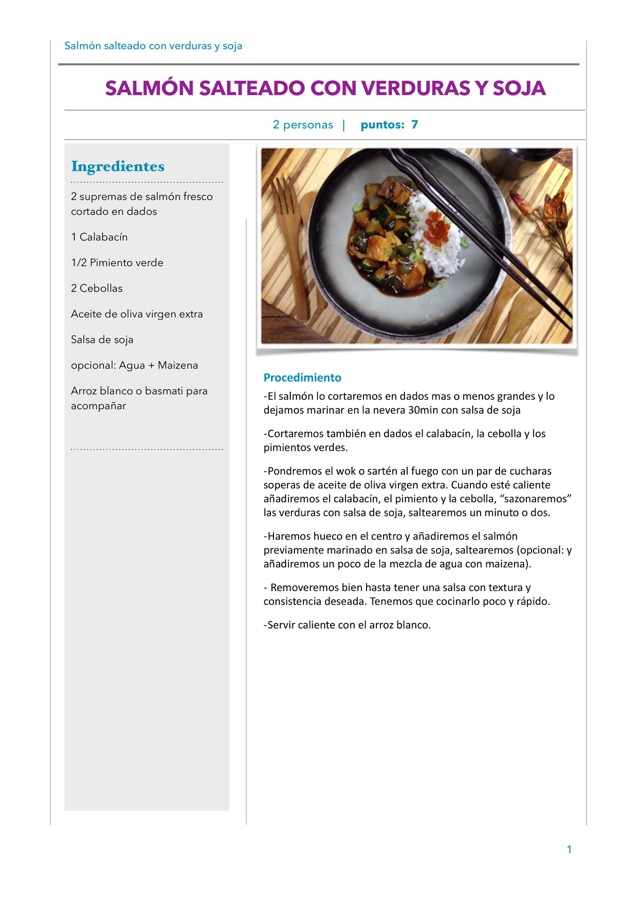 Salmón salteado con verduras y soja
SALMÓN SALTEADO CON VERDURAS Y SOJA
2 personas | puntos: 7
Ingredientes
2 supremas de salmón fresco
cortado en dados
1 Calabacín
1/2 Pimiento verde
2 Cebollas
Aceite de oliva virgen extra
Salsa de soja
opcional: Agua + Maizena
Arroz blanco o basmati para
acompañar
Procedimiento
-El salmón lo cortaremos en dados mas o menos grandes y lo
dejamos marinar en la nevera 30min con salsa de soja
-Cortaremos también en dados el calabacín, la cebolla y los
pimientos verdes.
-Pondremos el wok o sartén al fuego con un par de cucharas
soperas de aceite de oliva virgen extra. Cuando esté caliente
añadiremos el calabacín, el pimiento y la cebolla, “sazonaremos”
las verduras con salsa de soja, saltearemos un minuto o dos.
-Haremos hueco en el centro y añadiremos el salmón
previamente marinado en salsa de soja, saltearemos (opcional: y
añadiremos un poco de la mezcla de agua con maizena).
- Removeremos bien hasta tener una salsa con textura y
consistencia deseada. Tenemos que cocinarlo poco y rápido.
-Servir caliente con el arroz blanco.
1